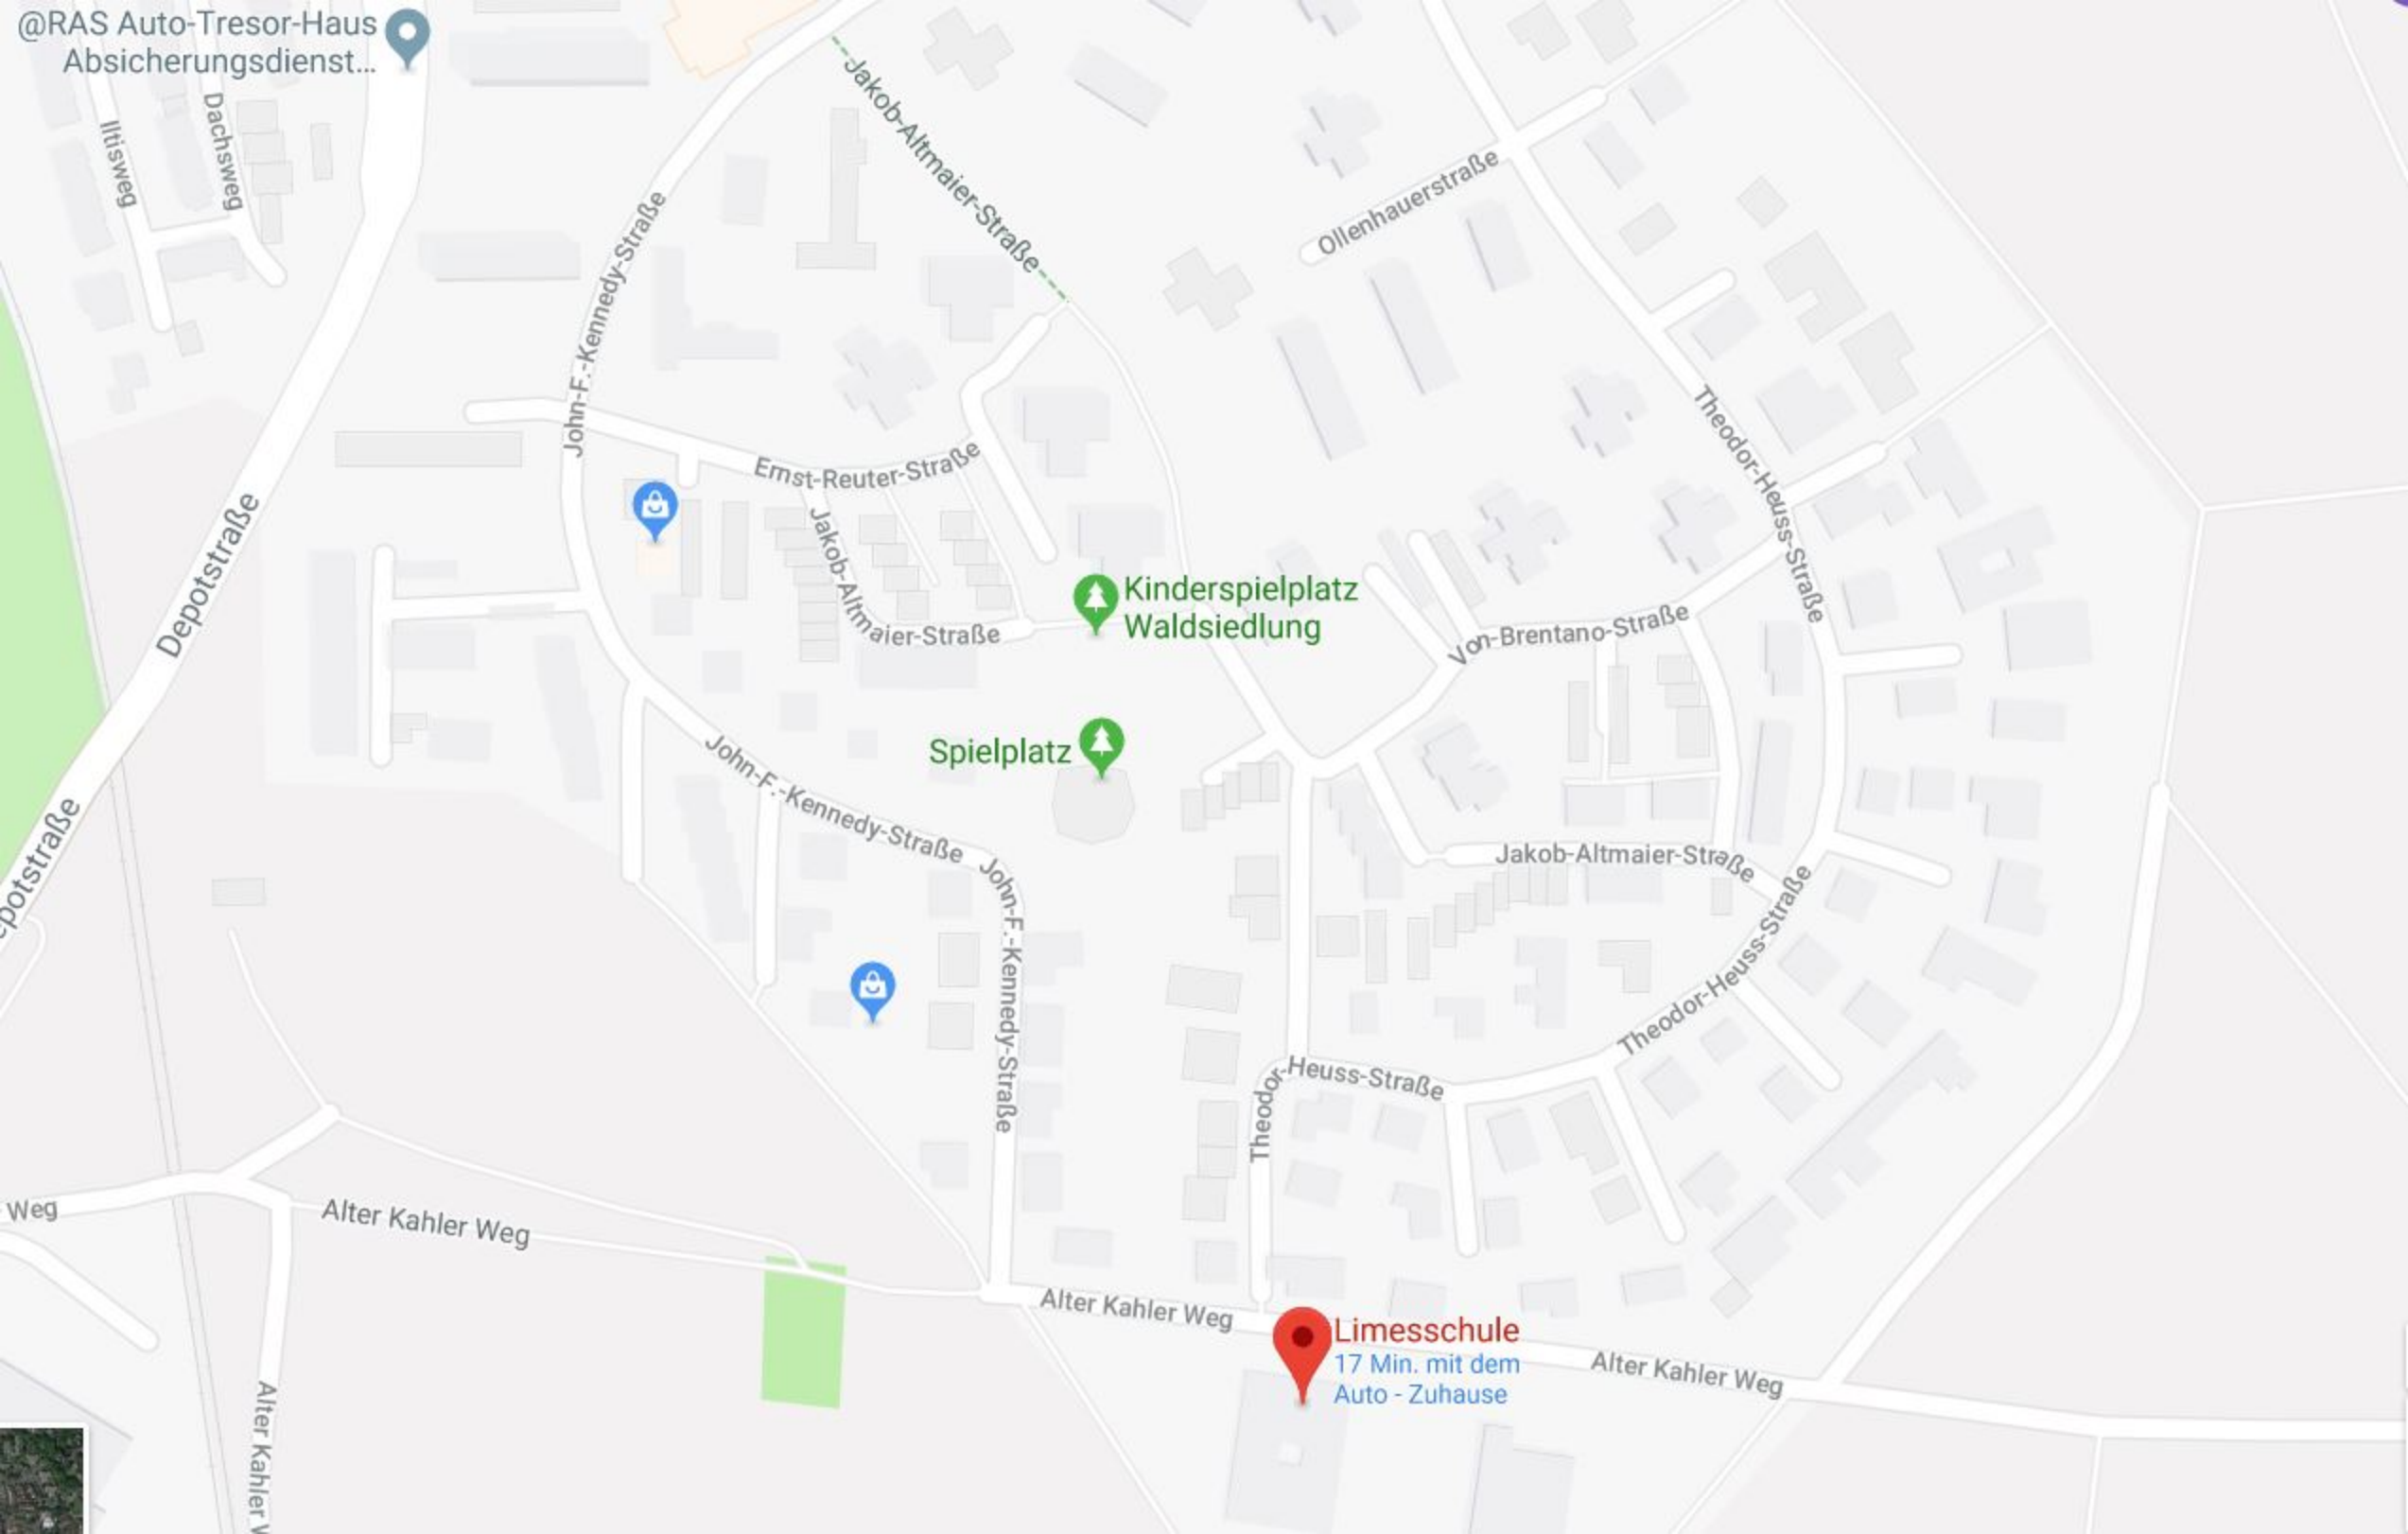 @RAS Auto-Tresor-Haus
Absicherungsdienst...
Iltisweg
Dachsweg
Jakob-Altmaier-Straße
Ollenhauerstraße
John-F.-Kennedy-Straße
Theodor-Heuss-Straße
Ernst-Reuter-Straße
Depotstraße
Jakob-Altmaier-Straße
Kinderspielplatz
Waldsiedlung
Von-Brentano-Straße
Spielplatz
John-F.-Kennedy-Straße
epotstraße
John-F.-Kennedy-Straße
Jakob-Altmaier-Straße
Theodor-Heuss-Straße
Theodor-Heuss-Straße
Weg
Alter Kahler Weg
Alter Kahler Weg
Limesschule
17 Min. mit dem
Auto - Zuhause
Alter Kahler Weg
Alter Kahler W